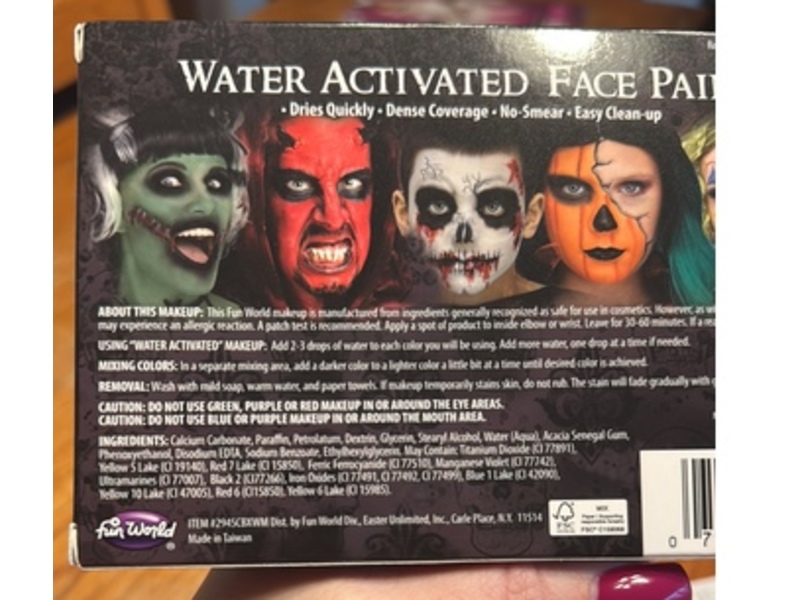 WATER ACTIVATED FACE PAI
• Dries Quickly • Dense Coverage • No-Smear • Easy Clean-up
ABOUT THIS MAKEUP: This Fun World makeup is manufactured from ingredients generally recognized as safe for use in cosmetics. However, as wi
may experience an allergic reaction. A patch test is recommended. Apply a spot of product to inside elbow or wrist. Leave for 30-60 minutes. If a rea
USING "WATER ACTIVATED" MAKEUP: Add 2-3 drops of water to each color you will be using. Add more water, one drop at a time if needed.
MIXING COLORS: In a separate mixing area, add a darker color to a lighter color a little bit at a time until desired color is achieved.
REMOVAL: Wash with mild soap, warm water, and paper towels. If makeup temporarily stains skin, do not rub. The stain will fade gradually with
CAUTION: DO NOT USE GREEN, PURPLE OR RED MAKEUP IN OR AROUND THE EYE AREAS.
CAUTION: DO NOT USE BLUE OR PURPLE MAKEUP IN OR AROUND THE MOUTH AREA.
INGREDIENTS: Calcium Carbonate, Paraffin, Petrolatum, Dextrin, Glycerin, Stearyl Alcohol, Water (Aqua), Acacia Senegal Gum,
Phenoxyethanol, Disodium EDTA, Sodium Benzoate, Ethylhexylglycerin. May Contain: Titanium Dioxide (CI 77891),
Yellow 5 Lake (CI 19140), Red 7 Lake (CI 15850), Ferric Ferrocyanide (CI 77510), Manganese Violet (CI 77742),
Ultramarines (CI 77007), Black 2 (CI77266), Iron Oxides (CI 77491, CI 77492, CI 77499), Blue 1 Lake (CI 42090),
Yellow 10 Lake (CI 47005), Red 6 (CI15850), Yellow 6 Lake (CI 15985).
fun World ®
ITEM #2945CBXWM Dist. by Fun World Div., Easter Unlimited, Inc., Carle Place, N.Y. 11514
Made in Taiwan
FSC
MIX
0 7